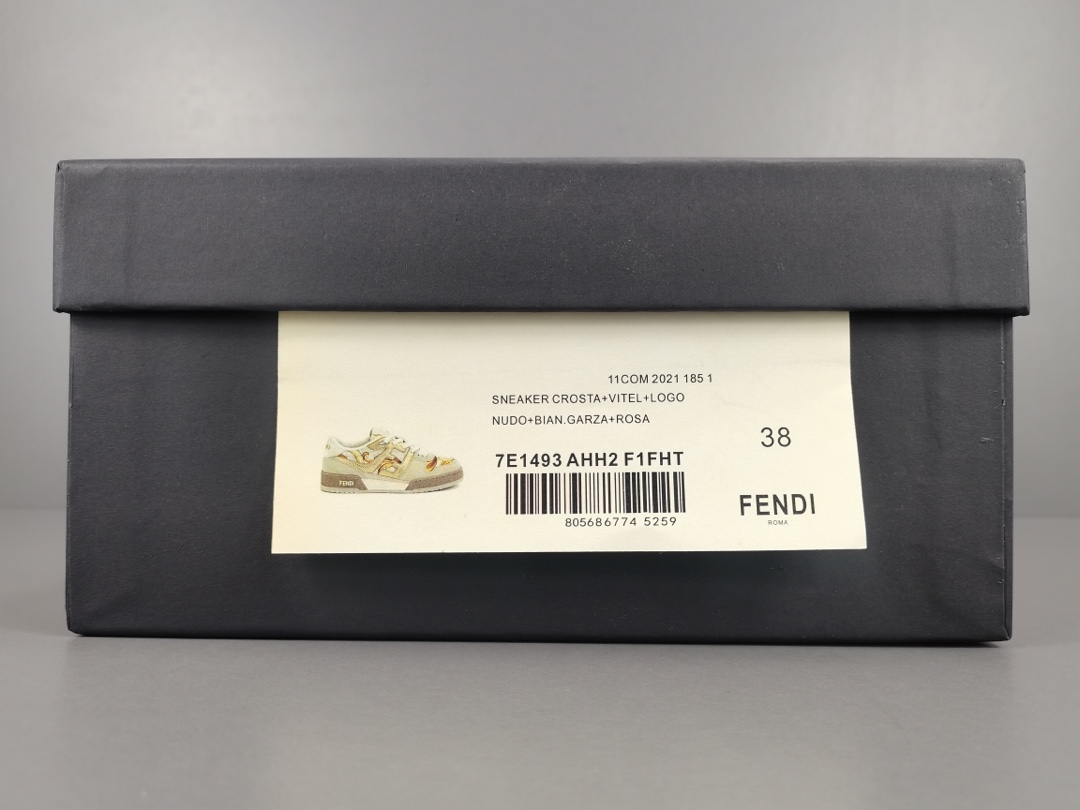 11COM 2021 185 1
SNEAKER CROSTA+VITEL+LOGO
NUDO+BIAN.GARZA+ROSA
38
7E1493 AHH2 F1FHT
805686774 5259
FENDI
ROMA
FENDI